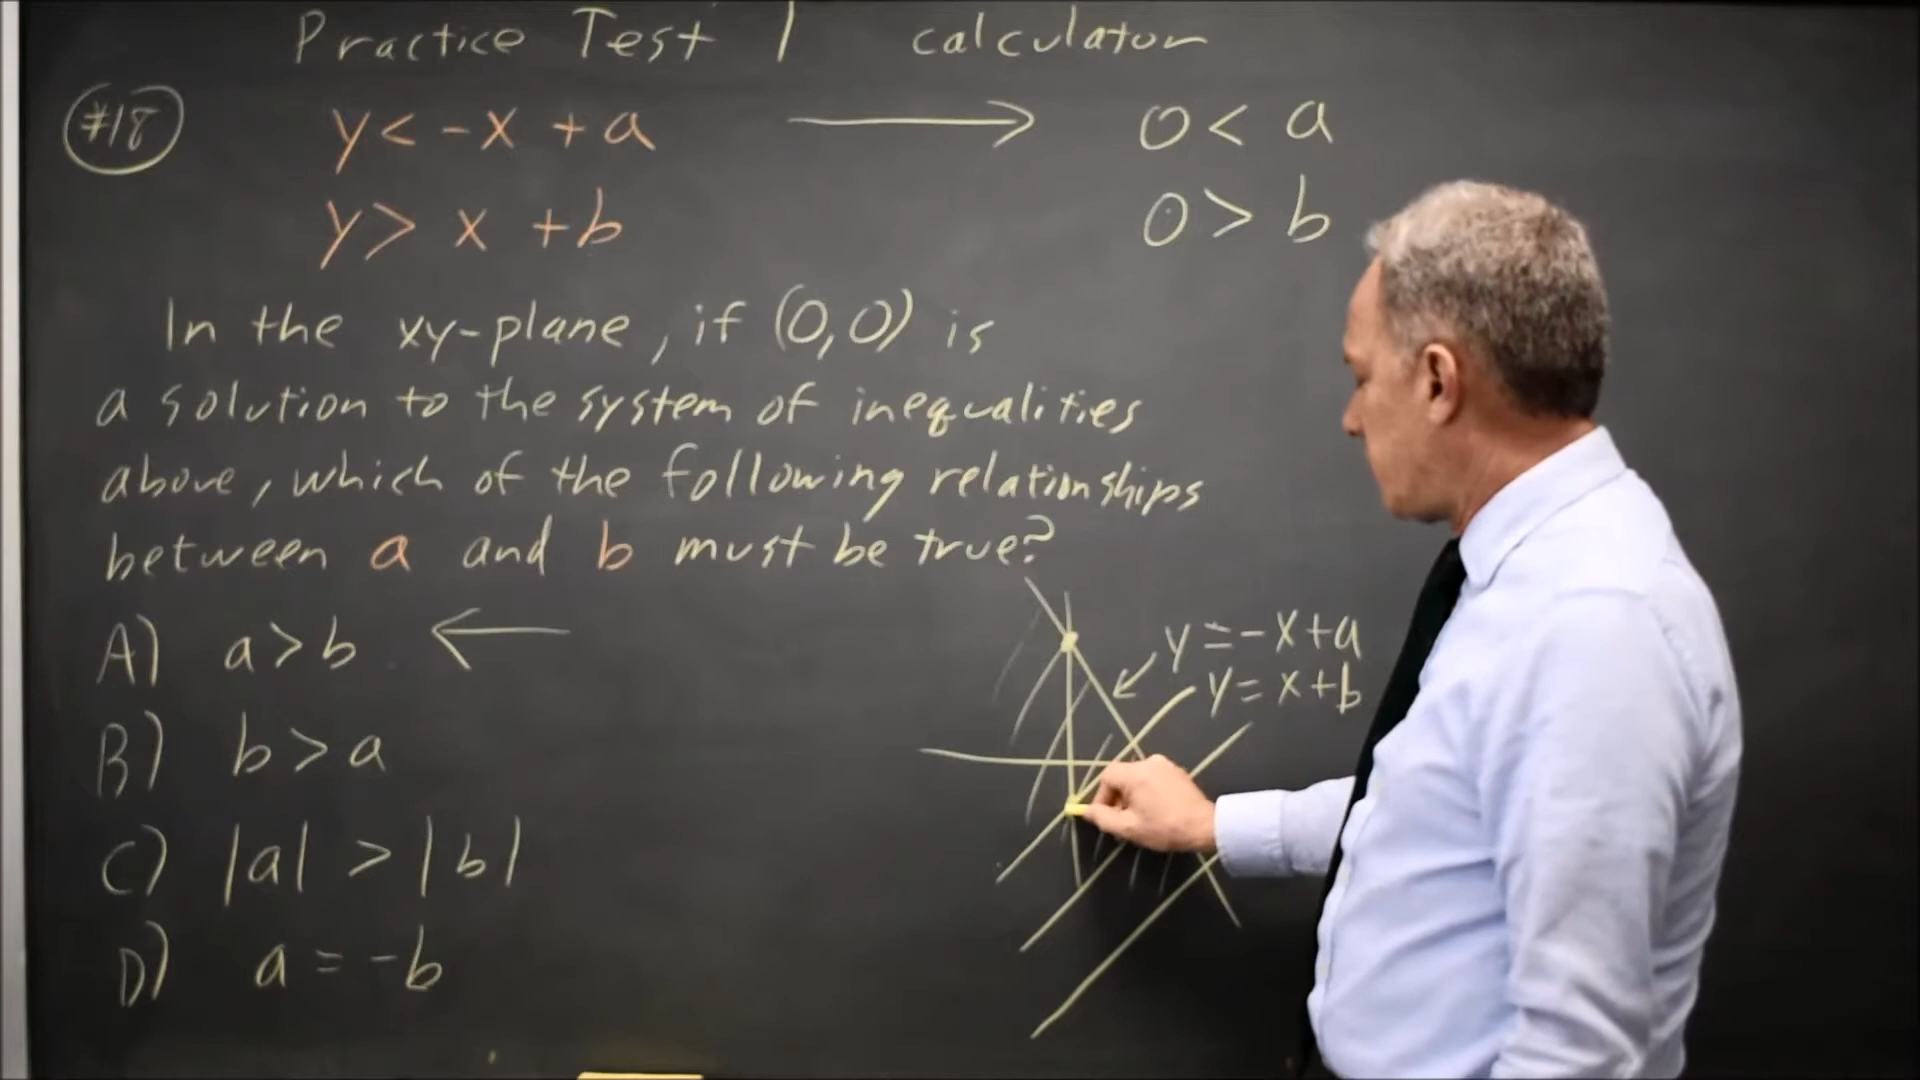 Practice Test 1 calculator
#18 y < -x + a → 0 < a
y > x + b 0 > b
In the xy-plane, if (0,0) is
a solution to the system of inequalities
above, which of the following relationships
between a and b must be true?
A) a > b ←
B) b > a
C) |a| > |b|
D) a = -b
y = -x+a
y = x+b